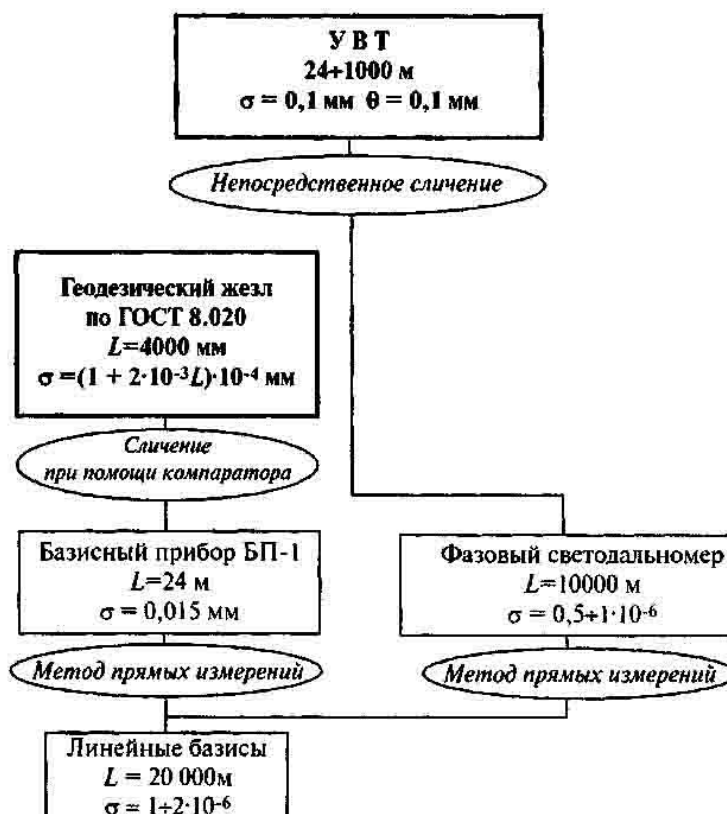 У В Т
24÷1000 м
σ = 0,1 мм θ = 0,1 мм
Непосредственное сличение
Геодезический жезл
по ГОСТ 8.020
L=4000 мм
σ =(1 + 2·10⁻³L)·10⁻⁴ мм
Сличение
при помощи компаратора
Базисный прибор БП-1
L=24 м
σ = 0,015 мм
Фазовый светодальномер
L=10000 м
σ = 0,5÷1·10⁻⁶
Метод прямых измерений
Метод прямых измерений
Линейные базисы
L = 20 000м
σ = 1÷2·10⁻⁶